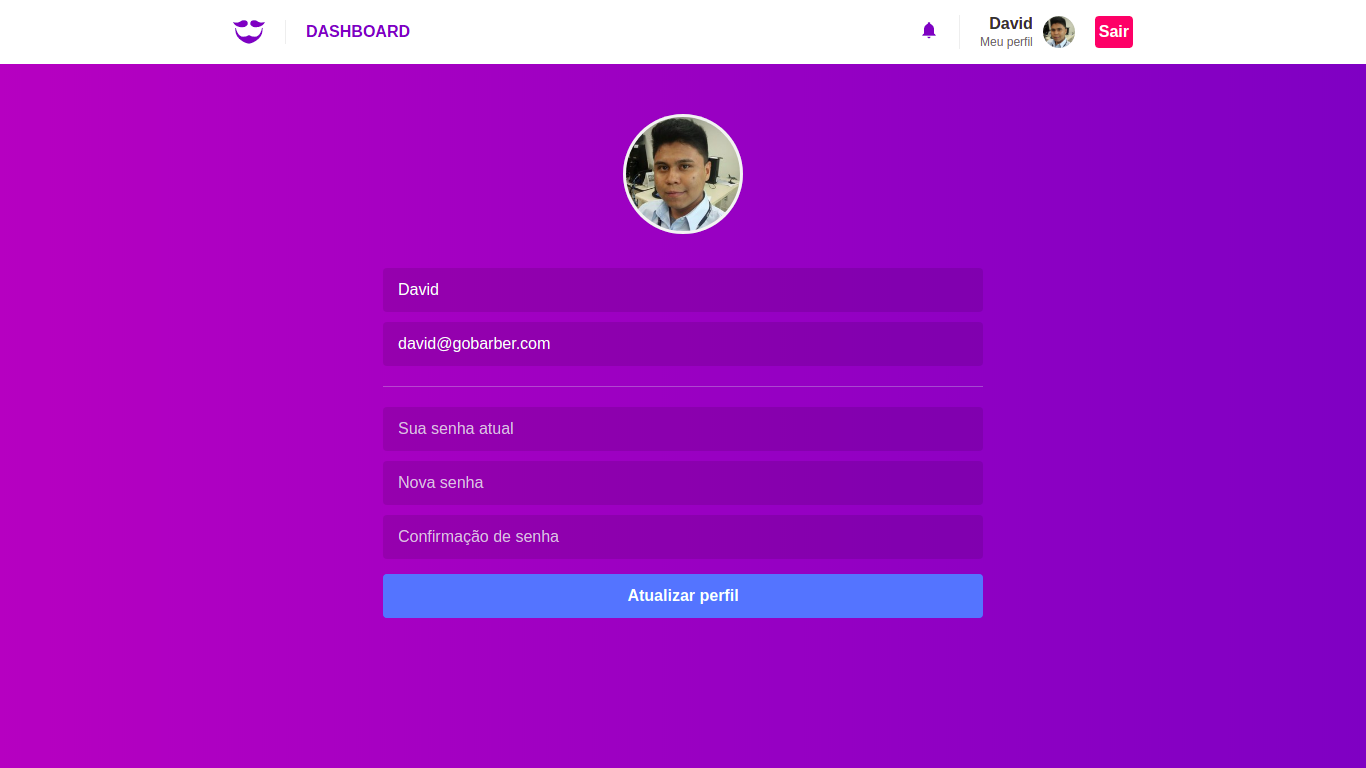 DASHBOARD
David
Meu perfil
Sair
David
david@gobarber.com
Sua senha atual
Nova senha
Confirmação de senha
Atualizar perfil